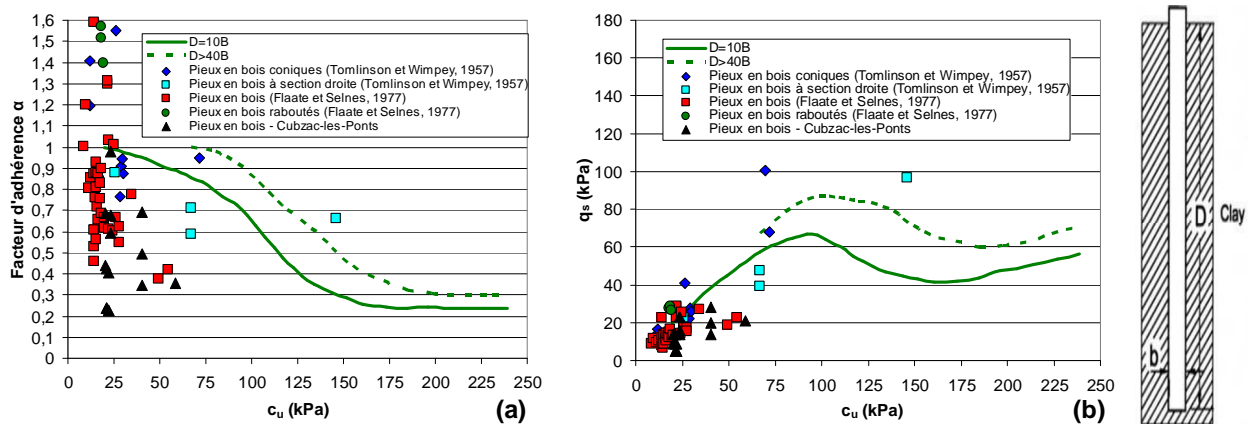 1,6
1,5
1,4
1,3
1,2
1,1
1
0,9
0,8
0,7
0,6
0,5
0,4
0,3
0,2
0,1
0
Facteur d'adhérence α
0 25 50 75 100 125 150 175 200 225 250
cu (kPa)
(a)
D=10B
D>40B
Pieux en bois coniques (Tomlinson et Wimpey, 1957)
Pieux en bois à section droite (Tomlinson et Wimpey, 1957)
Pieux en bois (Flaate et Selnes, 1977)
Pieux en bois raboutés (Flaate et Selnes, 1977)
Pieux en bois - Cubzac-les-Ponts
180
160
140
120
100
80
60
40
20
0
qs (kPa)
0 25 50 75 100 125 150 175 200 225 250
cu (kPa)
(b)
D=10B
D>40B
Pieux en bois coniques (Tomlinson et Wimpey, 1957)
Pieux en bois à section droite (Tomlinson et Wimpey, 1957)
Pieux en bois (Flaate et Selnes, 1977)
Pieux en bois raboutés (Flaate et Selnes, 1977)
Pieux en bois - Cubzac-les-Ponts
D Clay
b